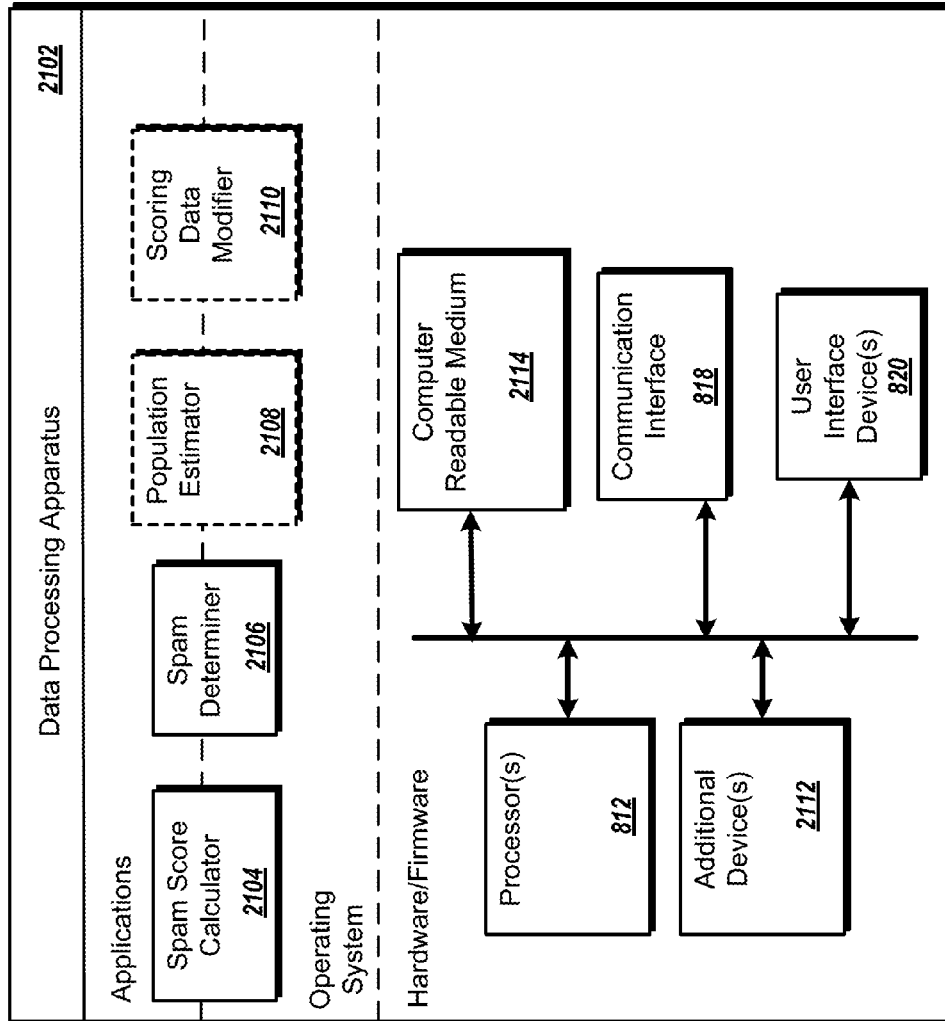 Data Processing Apparatus
2102
Applications
Spam Score
Calculator
2104
Spam
Determiner
2106
Population
Estimator
2108
Scoring
Data
Modifier
2110
Operating
System
Hardware/Firmware
Processor(s)
812
Additional
Device(s)
2112
Computer
Readable Medium
2114
Communication
Interface
818
User
Interface
Device(s)
820